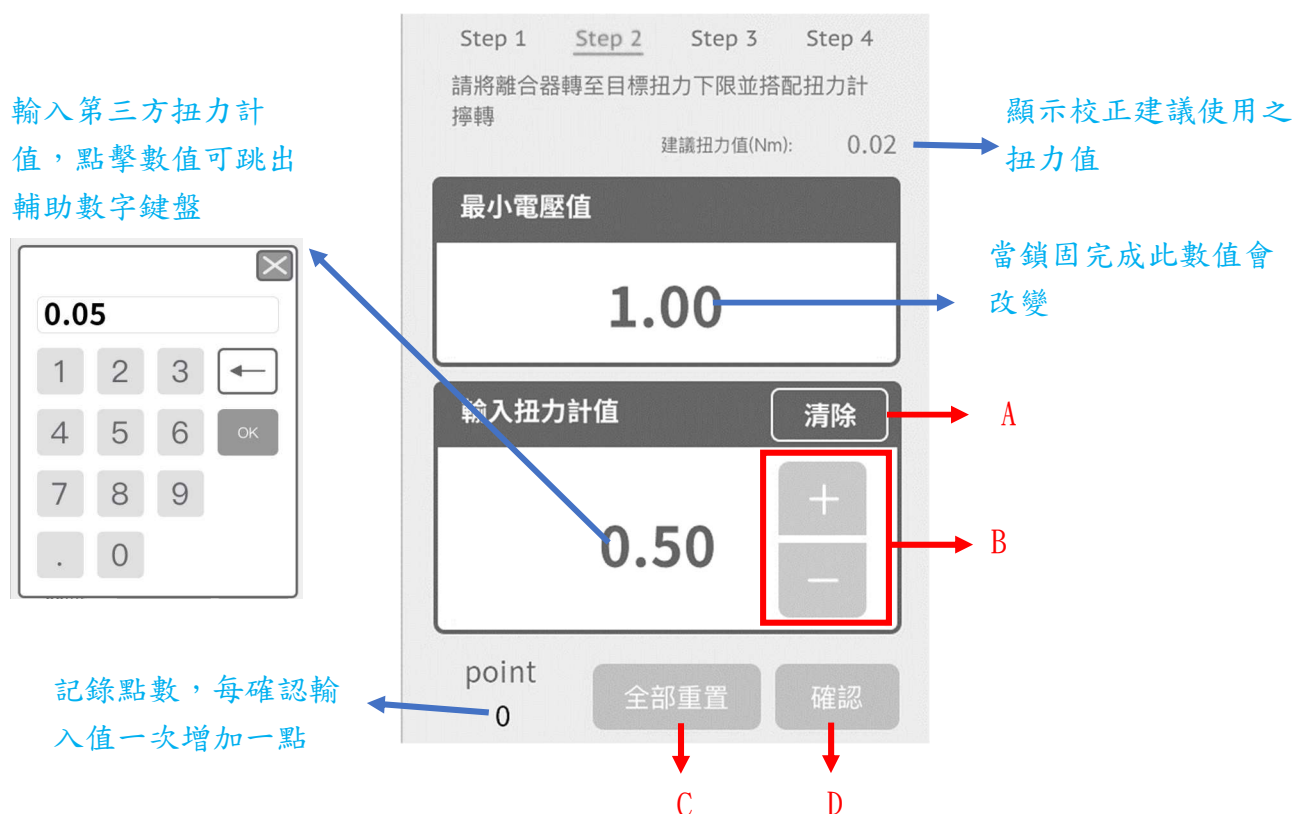 Step 1 Step 2 Step 3 Step 4
請將離合器轉至目標扭力下限並搭配扭力計
擰轉
建議扭力值(Nm): 0.02
顯示校正建議使用之
扭力值
輸入第三方扭力計
值，點擊數值可跳出
輔助數字鍵盤
0.05
1 2 3
4 5 6 OK
7 8 9
. 0
最小電壓值
1.00
當鎖固完成此數值會
改變
輸入扭力計值 清除
A
0.50
+
−
B
point
0
全部重置 確認
記錄點數，每確認輸
入值一次增加一點
C D